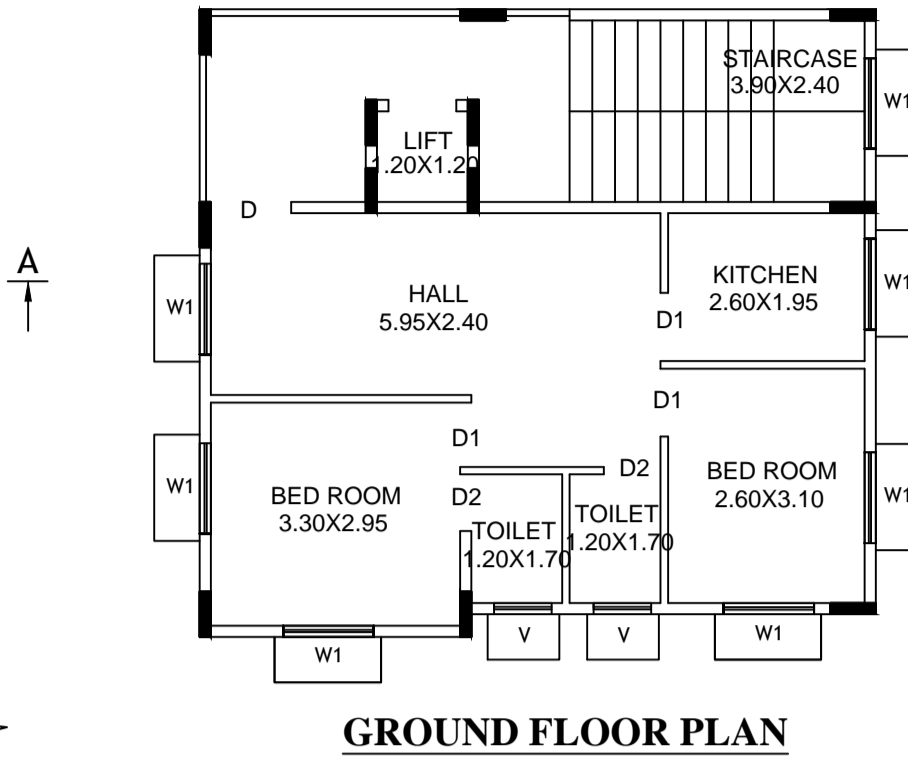 STAIRCASE
3.90X2.40
W1
LIFT
1.20X1.20
D
A
W1
HALL
5.95X2.40
KITCHEN
2.60X1.95
W1
D1
D1
D1
W1
BED ROOM
3.30X2.95
D2
D2
TOILET
1.20X1.70
TOILET
1.20X1.70
BED ROOM
2.60X3.10
W1
W1
V
V
W1
GROUND FLOOR PLAN